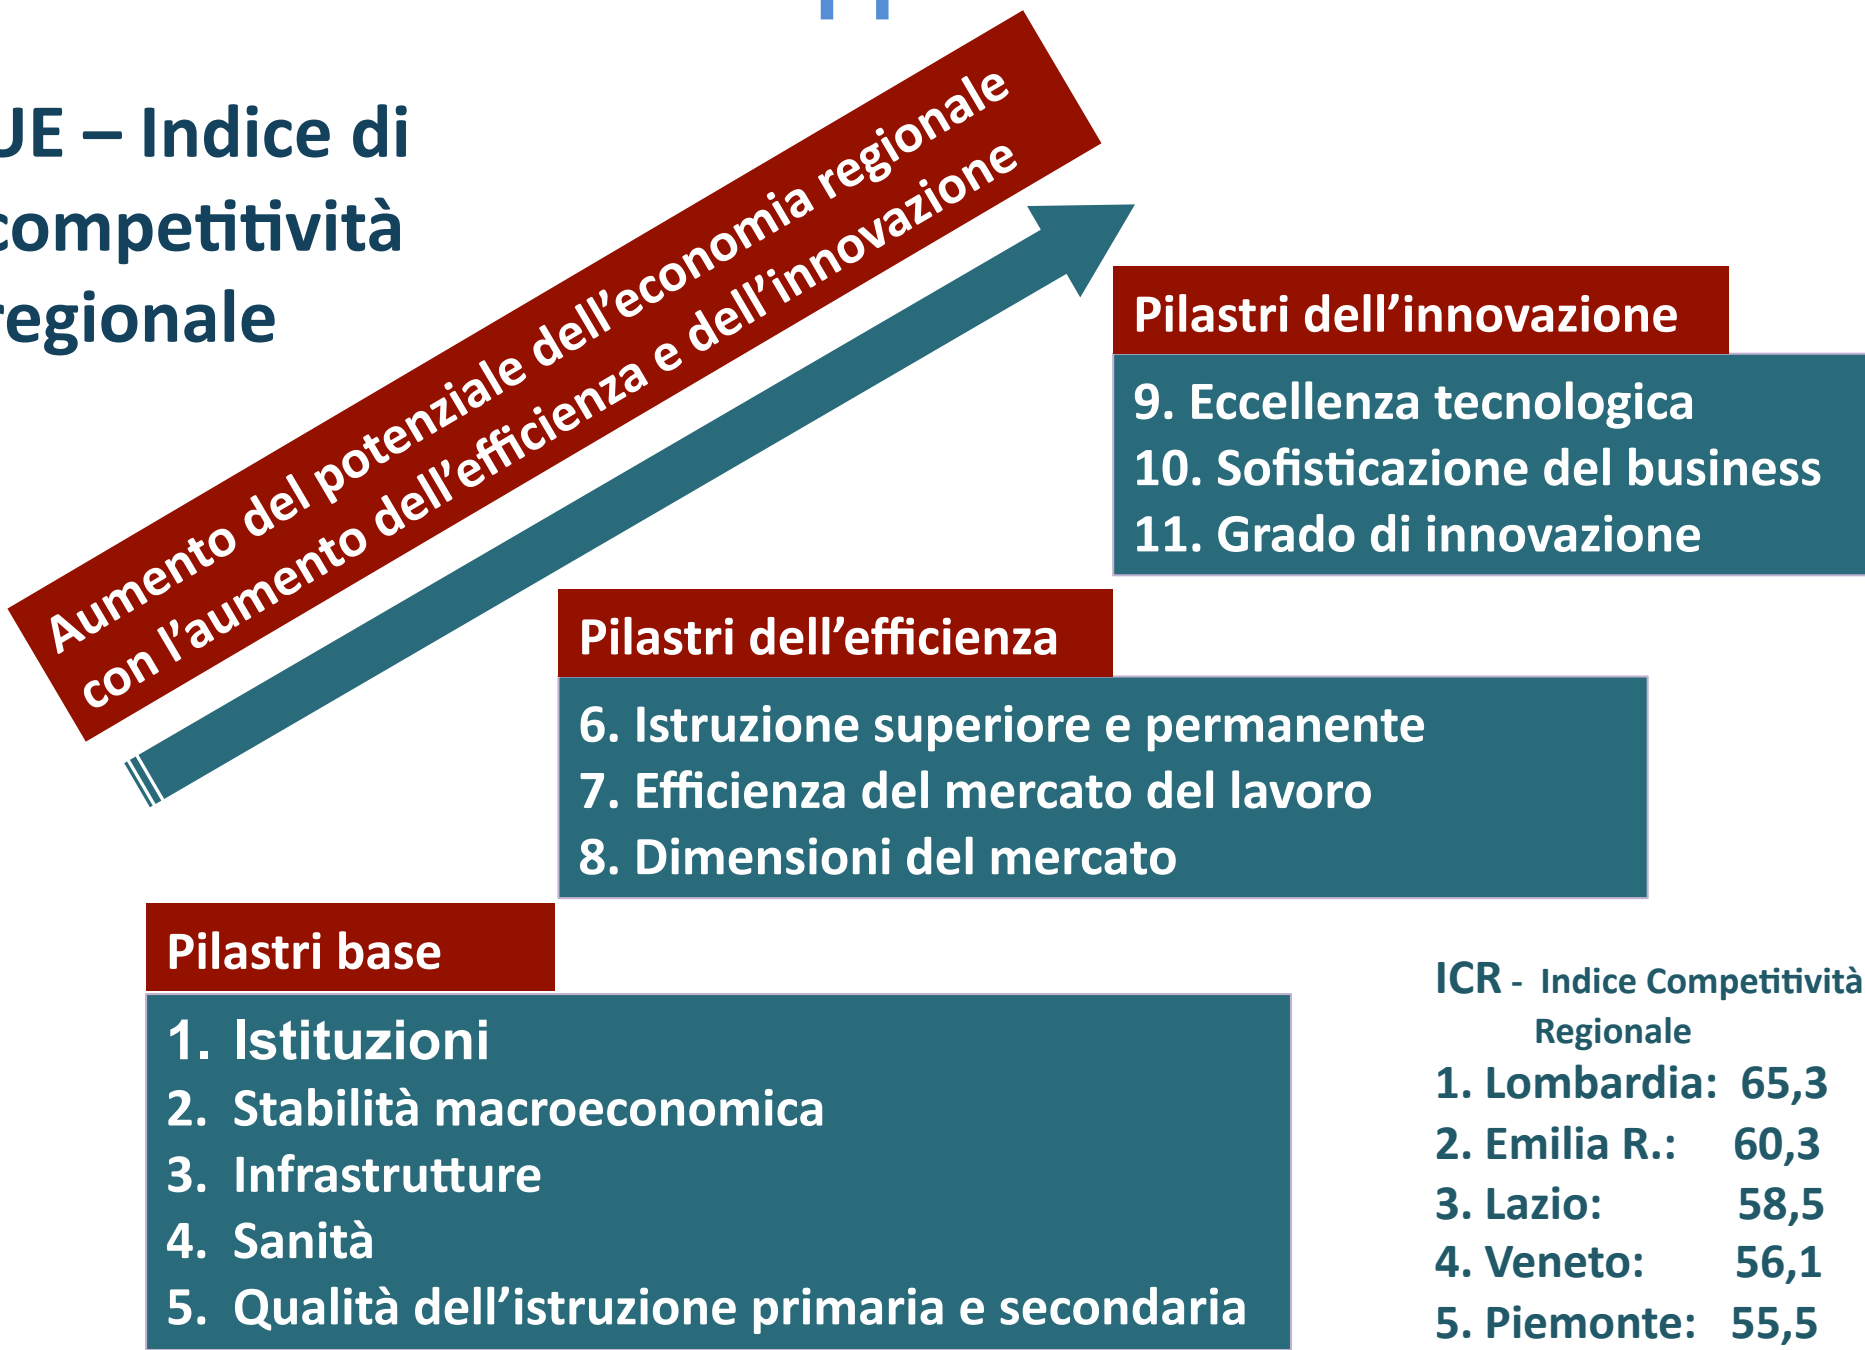 UE – Indice di
competitività
regionale
Aumento del potenziale dell’economia regionale
con l’aumento dell’efficienza e dell’innovazione
Pilastri dell’innovazione
9. Eccellenza tecnologica
10. Sofisticazione del business
11. Grado di innovazione
Pilastri dell’efficienza
6. Istruzione superiore e permanente
7. Efficienza del mercato del lavoro
8. Dimensioni del mercato
Pilastri base
1. Istituzioni
2. Stabilità macroeconomica
3. Infrastrutture
4. Sanità
5. Qualità dell’istruzione primaria e secondaria
ICR - Indice Competitività
Regionale
1. Lombardia: 65,3
2. Emilia R.: 60,3
3. Lazio: 58,5
4. Veneto: 56,1
5. Piemonte: 55,5